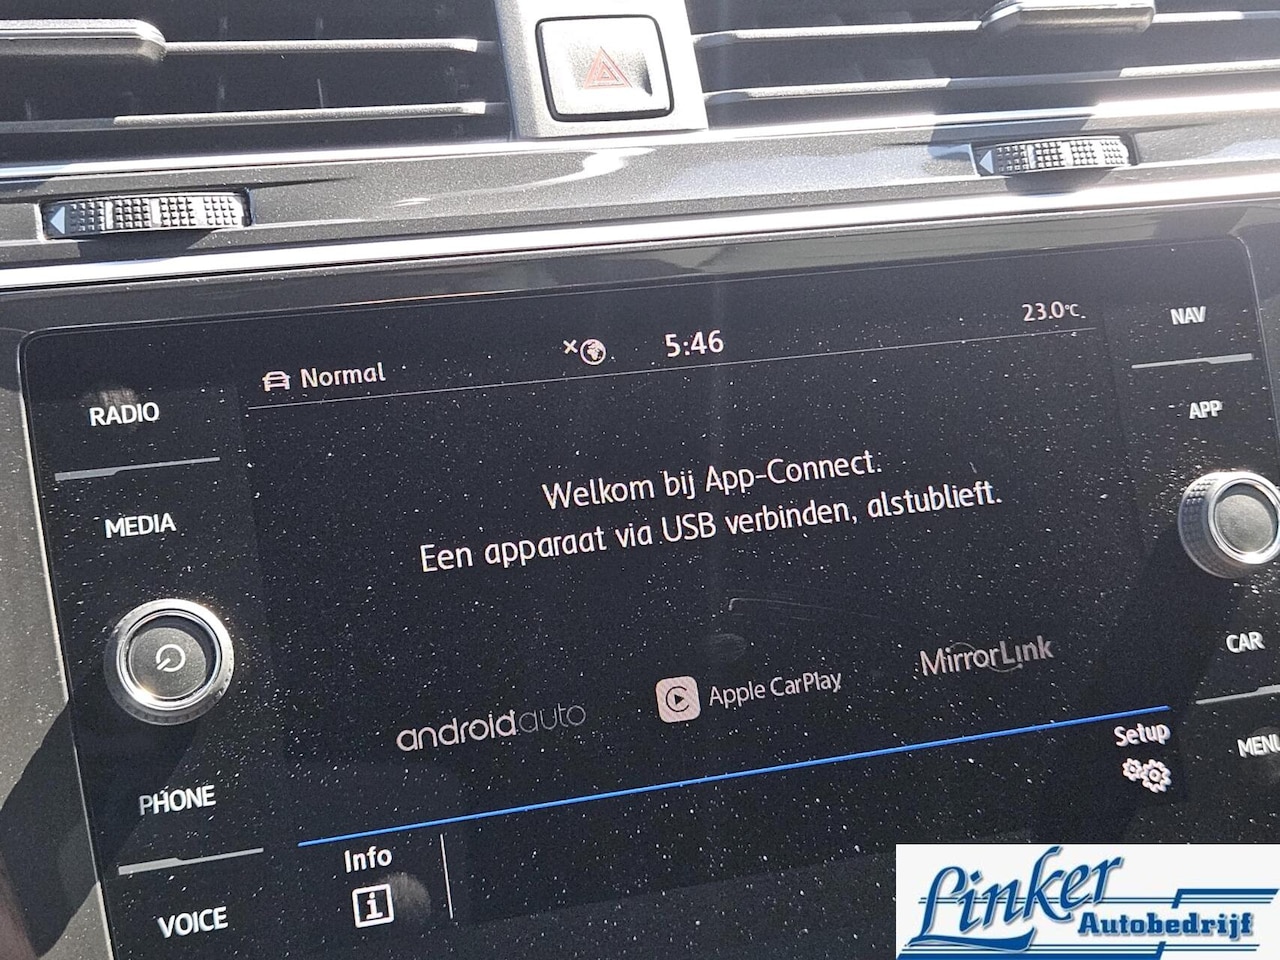 Normal
5:46
23.0°C
NAV
RADIO
APP
Welkom bij App-Connect.
Een apparaat via USB verbinden, alstublieft.
MEDIA
CAR
MirrorLink
Apple CarPlay
androidauto
Setup
MENU
PHONE
Info
VOICE
Linker
Autobedrijf